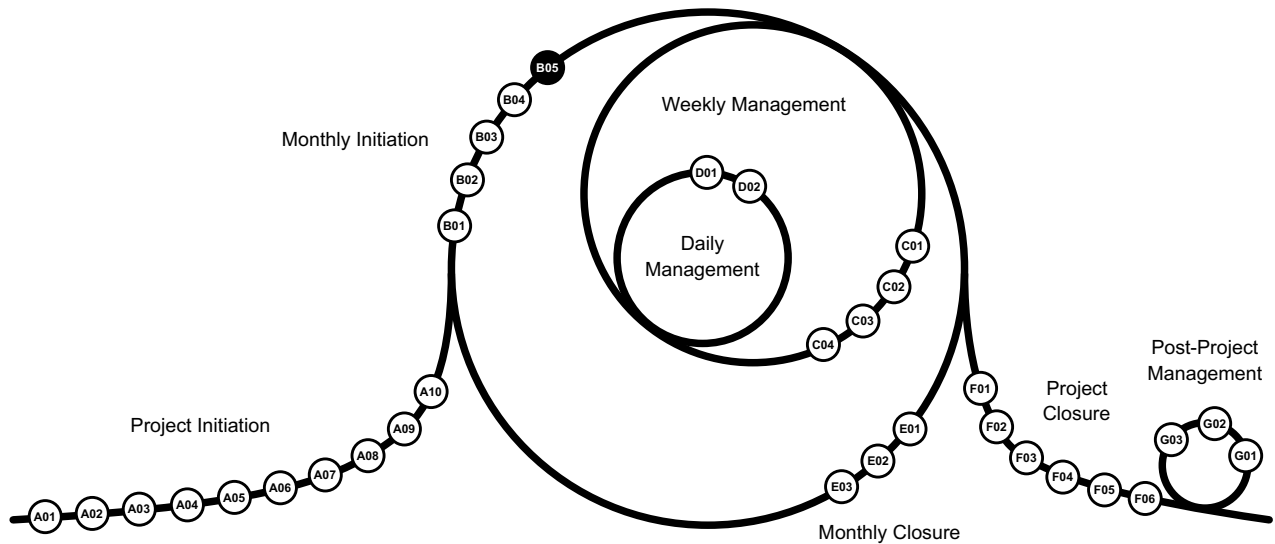 Project Initiation
A01
A02
A03
A04
A05
A06
A07
A08
A09
A10
Monthly Initiation
B01
B02
B03
B04
B05
Weekly Management
C01
C02
C03
C04
Daily
Management
D01
D02
Monthly Closure
E01
E02
E03
Project
Closure
F01
F02
F03
F04
F05
F06
Post-Project
Management
G01
G02
G03